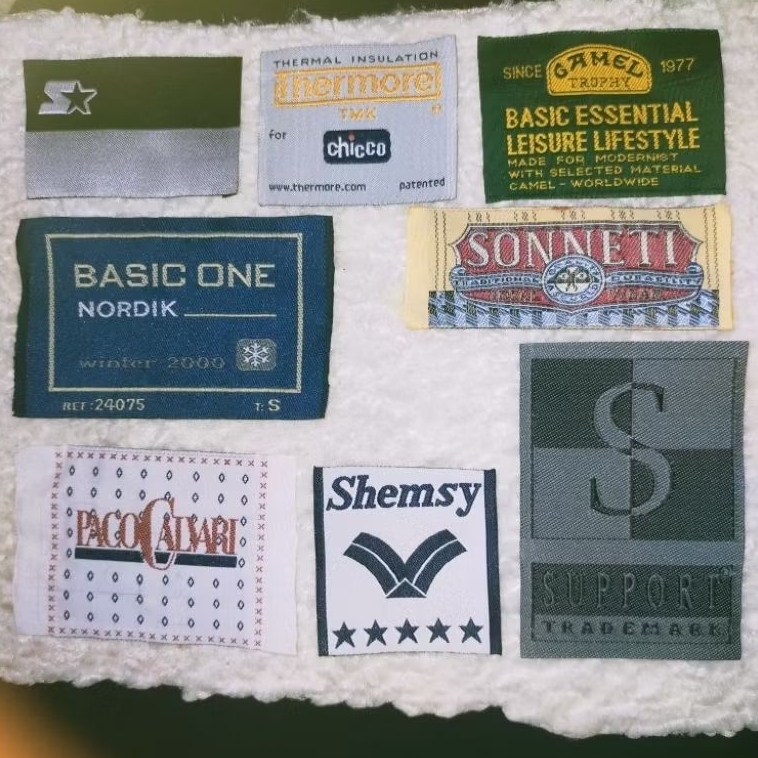 THERMAL INSULATION
Thermore
TMK
for
chicco
www.thermore.com patented
SINCE CAMEL TROPHY 1977
BASIC ESSENTIAL
LEISURE LIFESTYLE
MADE FOR MODERNIST
WITH SELECTED MATERIAL
CAMEL - WORLDWIDE
BASIC ONE
NORDIK
winter 2000
REF:24075 T: S
SONNETI
PACO CALVARI
Shemsy
S
SUPPORT
TRADEMARK